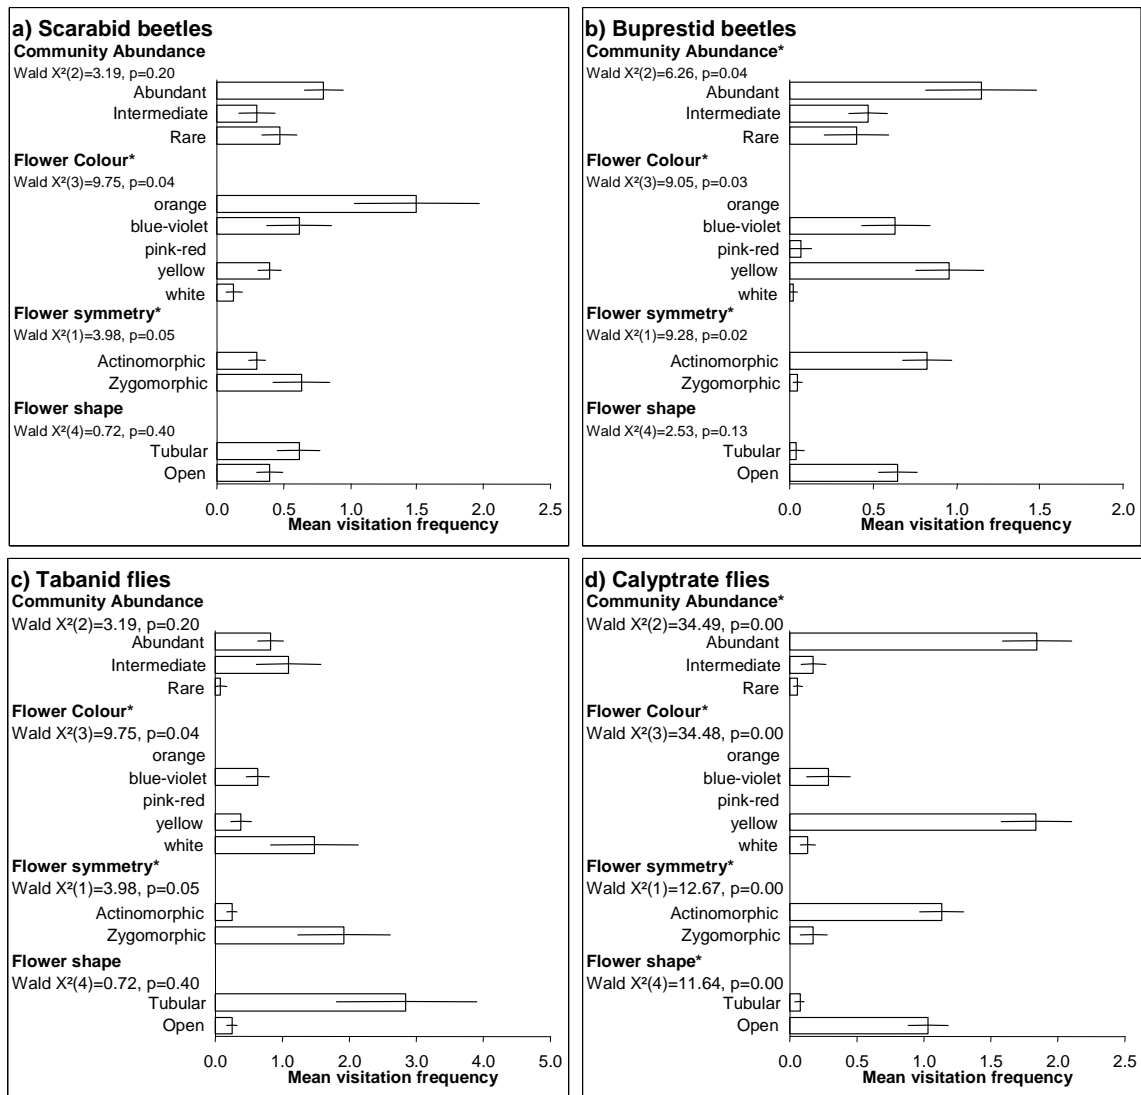 a) Scarabid beetles
Community Abundance
Wald X²(2)=3.19, p=0.20
Abundant
Intermediate
Rare
Flower Colour*
Wald X²(3)=9.75, p=0.04
orange
blue-violet
pink-red
yellow
white
Flower symmetry*
Wald X²(1)=3.98, p=0.05
Actinomorphic
Zygomorphic
Flower shape
Wald X²(4)=0.72, p=0.40
Tubular
Open
0.0 0.5 1.0 1.5 2.0 2.5
Mean visitation frequency
b) Buprestid beetles
Community Abundance*
Wald X²(2)=6.26, p=0.04
Abundant
Intermediate
Rare
Flower Colour*
Wald X²(3)=9.05, p=0.03
orange
blue-violet
pink-red
yellow
white
Flower symmetry*
Wald X²(1)=9.28, p=0.02
Actinomorphic
Zygomorphic
Flower shape
Wald X²(4)=2.53, p=0.13
Tubular
Open
0.0 0.5 1.0 1.5 2.0
Mean visitation frequency
c) Tabanid flies
Community Abundance
Wald X²(2)=3.19, p=0.20
Abundant
Intermediate
Rare
Flower Colour*
Wald X²(3)=9.75, p=0.04
orange
blue-violet
pink-red
yellow
white
Flower symmetry*
Wald X²(1)=3.98, p=0.05
Actinomorphic
Zygomorphic
Flower shape
Wald X²(4)=0.72, p=0.40
Tubular
Open
0.0 1.0 2.0 3.0 4.0 5.0
Mean visitation frequency
d) Calyptrate flies
Community Abundance*
Wald X²(2)=34.49, p=0.00
Abundant
Intermediate
Rare
Flower Colour*
Wald X²(3)=34.48, p=0.00
orange
blue-violet
pink-red
yellow
white
Flower symmetry*
Wald X²(1)=12.67, p=0.00
Actinomorphic
Zygomorphic
Flower shape*
Wald X²(4)=11.64, p=0.00
Tubular
Open
0.0 0.5 1.0 1.5 2.0 2.5
Mean visitation frequency